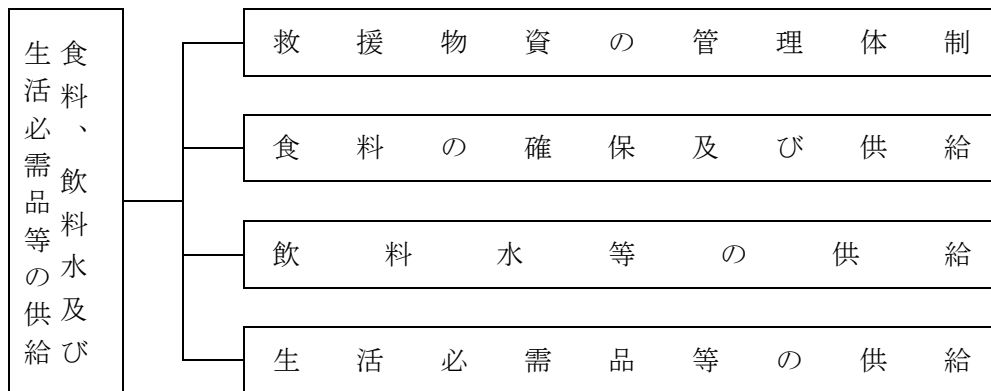 食料、飲料水及び
生活必需品等の供給
救援物資の管理体制
食料の確保及び供給
飲料水等の供給
生活必需品等の供給